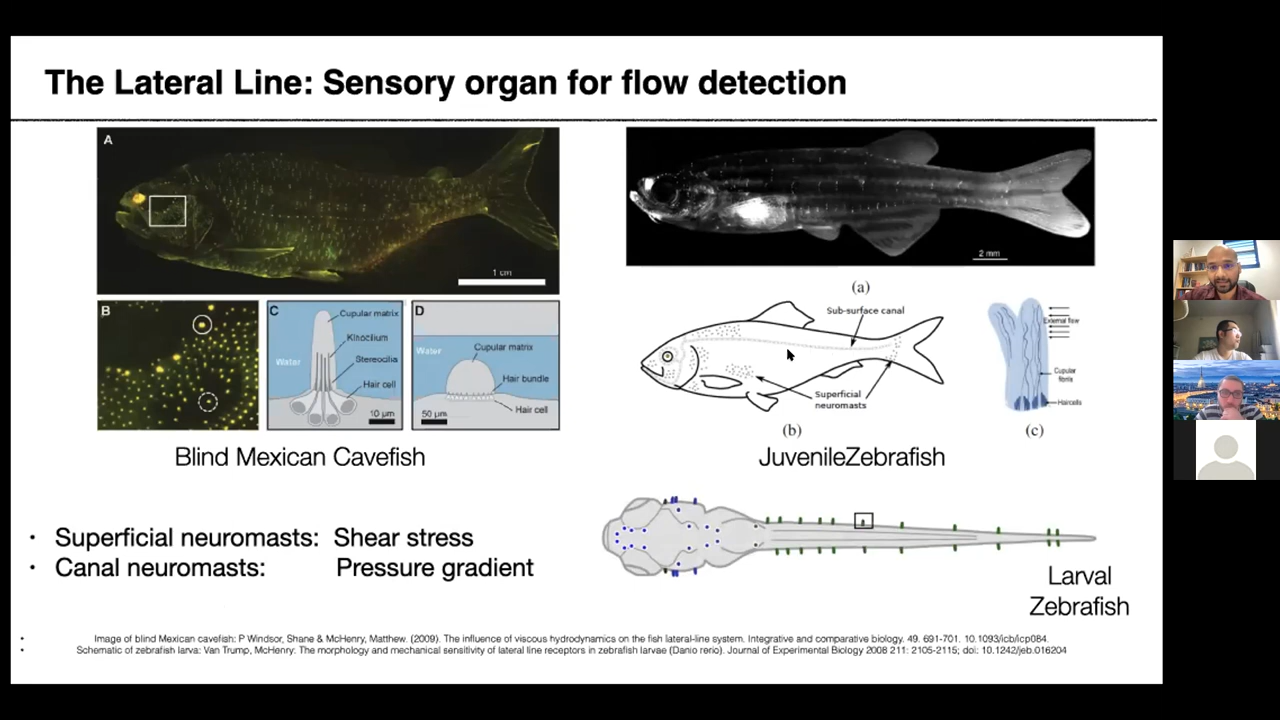 The Lateral Line: Sensory organ for flow detection
A
1 cm
B
C
Cupular matrix
Kinocilium
Water
Stereocilia
Hair cell
10 µm
D
Water
Cupular matrix
Hair bundle
Hair cell
50 µm
Blind Mexican Cavefish
2 mm
(a)
Sub-surface canal
Superficial
neuromasts
(b)
External flow
Cupular
fibrils
Haircells
(c)
JuvenileZebrafish
• Superficial neuromasts: Shear stress
• Canal neuromasts: Pressure gradient
Larval
Zebrafish
• Image of blind Mexican cavefish: P Windsor, Shane & McHenry, Matthew. (2009). The influence of viscous hydrodynamics on the fish lateral-line system. Integrative and comparative biology. 49. 691-701. 10.1093/icb/icp084.
• Schematic of zebrafish larva: Van Trump, McHenry: The morphology and mechanical sensitivity of lateral line receptors in zebrafish larvae (Danio rerio). Journal of Experimental Biology 2008 211: 2105-2115; doi: 10.1242/jeb.016204